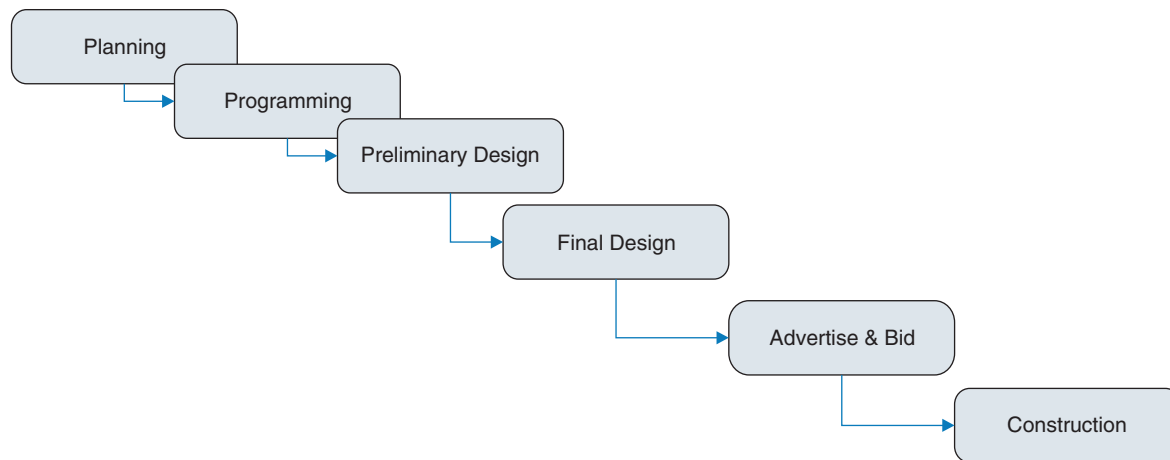 Planning
Programming
Preliminary Design
Final Design
Advertise & Bid
Construction